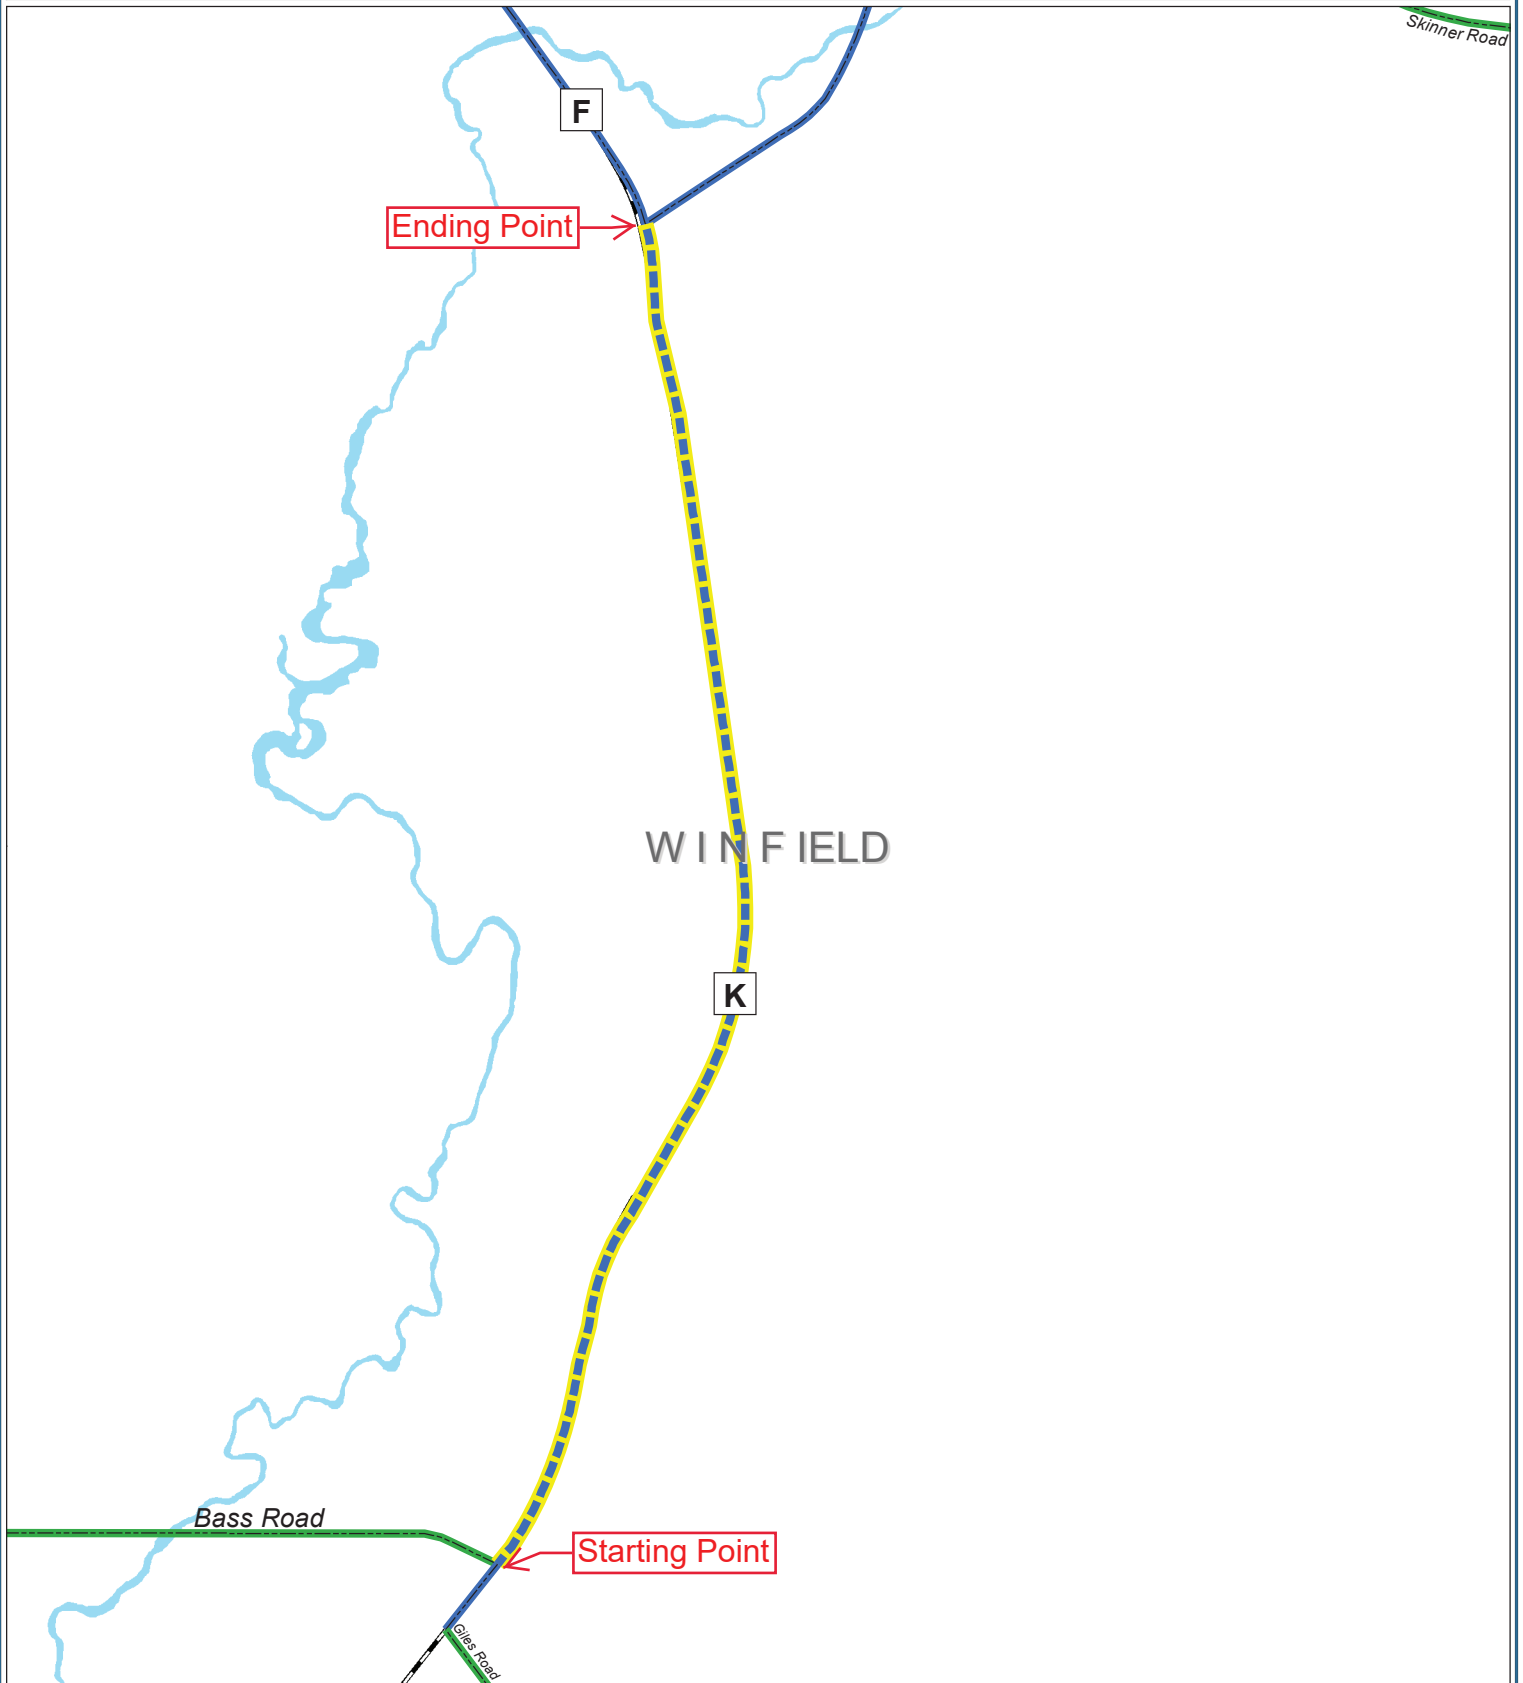 Skinner Road
F
Ending Point
WINFIELD
K
Bass Road
Starting Point
Giles Road